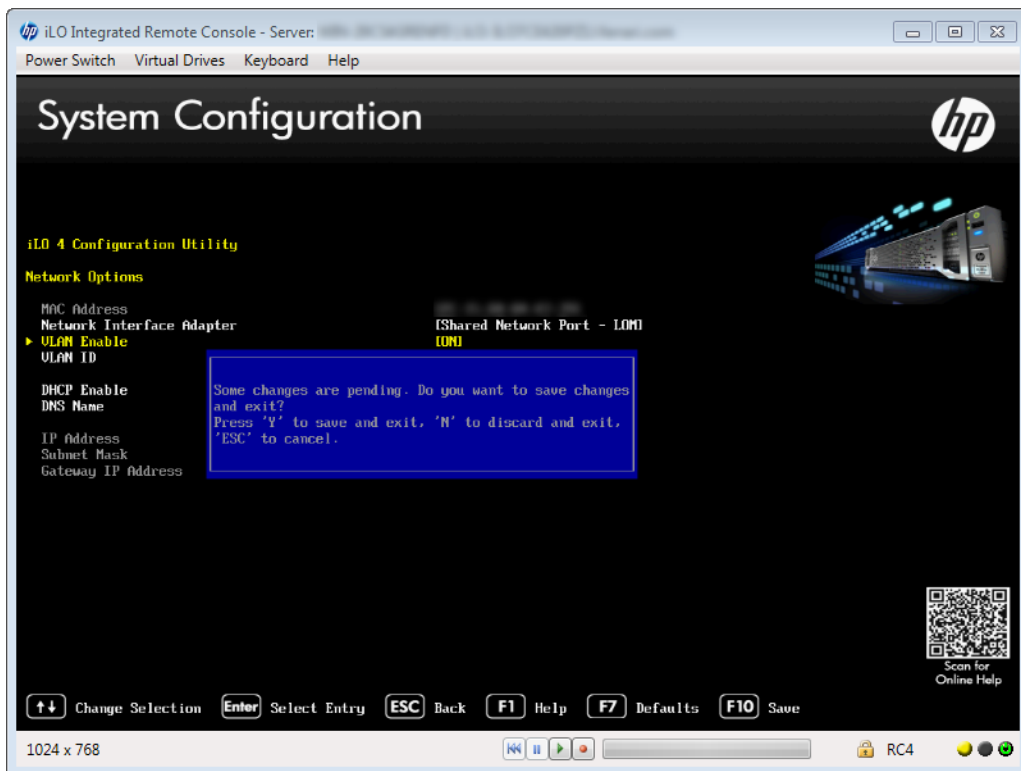 iLO Integrated Remote Console - Server:
Power Switch Virtual Drives Keyboard Help
System Configuration
hp
iLO 4 Configuration Utility
Network Options
MAC Address
Network Interface Adapter [Shared Network Port - LOM]
VLAN Enable [ON]
VLAN ID
DHCP Enable
DNS Name
IP Address
Subnet Mask
Gateway IP Address
Some changes are pending. Do you want to save changes
and exit?
Press 'Y' to save and exit, 'N' to discard and exit,
'ESC' to cancel.
Scan for
Online Help
Change Selection Enter Select Entry ESC Back F1 Help F7 Defaults F10 Save
1024 x 768 RC4